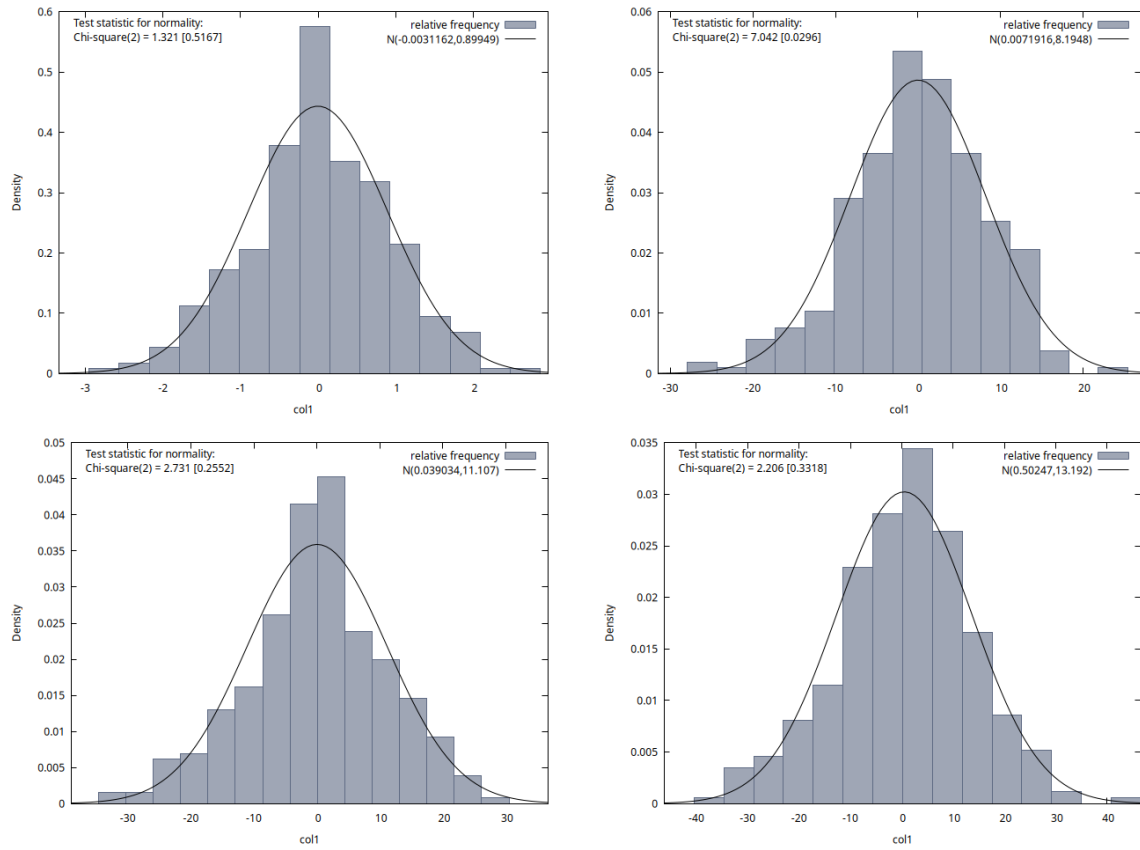 Test statistic for normality:
Chi-square(2) = 1.321 [0.5167]
relative frequency
N(-0.0031162,0.89949)
0.6
0.5
0.4
0.3
0.2
0.1
0
Density
-3
-2
-1
0
1
2
col1
Test statistic for normality:
Chi-square(2) = 7.042 [0.0296]
relative frequency
N(0.0071916,8.1948)
0.06
0.05
0.04
0.03
0.02
0.01
0
Density
-30
-20
-10
0
10
20
col1
Test statistic for normality:
Chi-square(2) = 2.731 [0.2552]
relative frequency
N(0.039034,11.107)
0.05
0.045
0.04
0.035
0.03
0.025
0.02
0.015
0.01
0.005
0
Density
-30
-20
-10
0
10
20
30
col1
Test statistic for normality:
Chi-square(2) = 2.206 [0.3318]
relative frequency
N(0.50247,13.192)
0.035
0.03
0.025
0.02
0.015
0.01
0.005
0
Density
-40
-30
-20
-10
0
10
20
30
40
col1